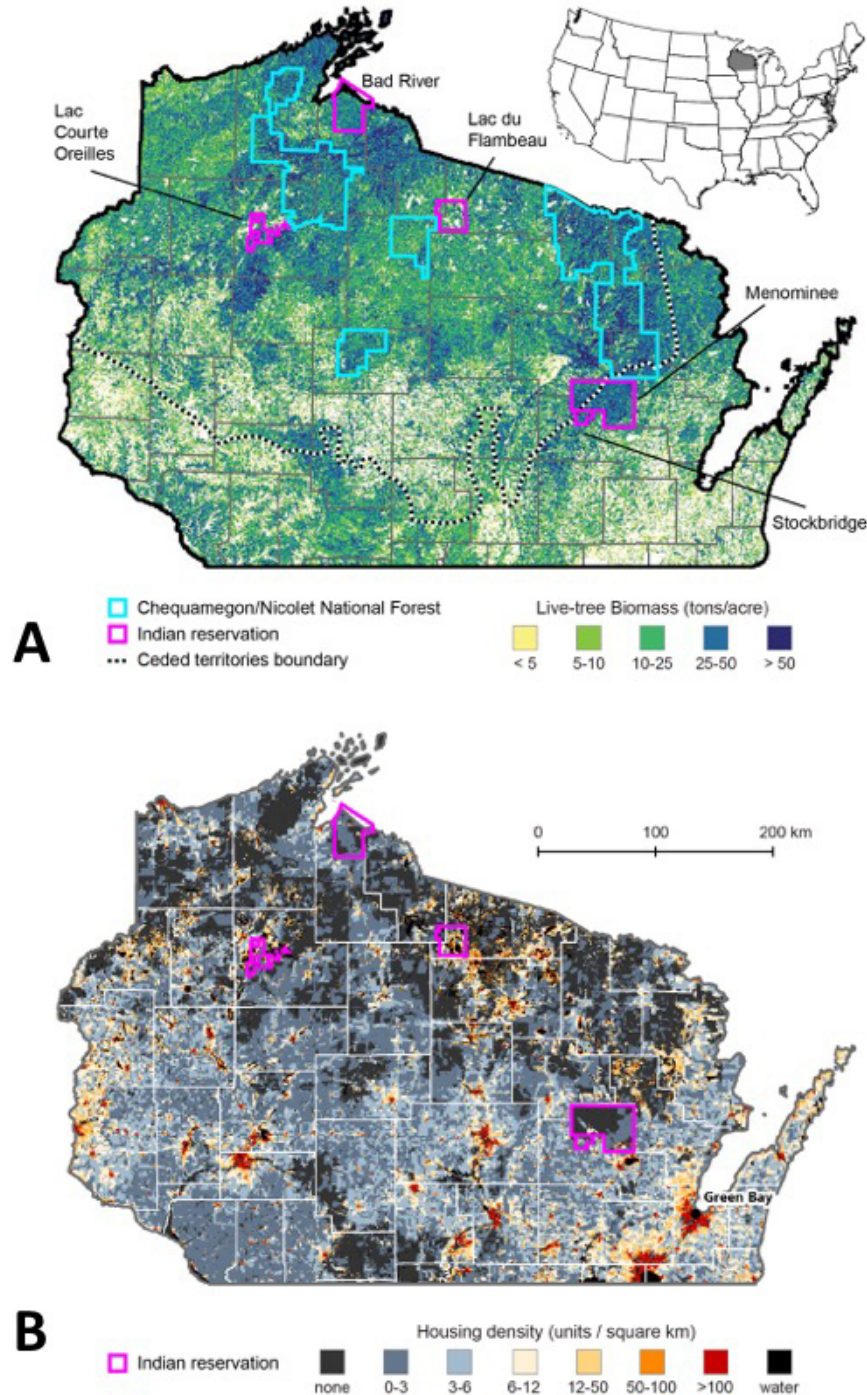 Bad River
Lac
Courte
Oreilles
Lac du
Flambeau
Menominee
Stockbridge
A
Chequamegon/Nicolet National Forest
Indian reservation
Ceded territories boundary
Live-tree Biomass (tons/acre)
< 5 5-10 10-25 25-50 > 50
0 100 200 km
Green Bay
B
Indian reservation
Housing density (units / square km)
none 0-3 3-6 6-12 12-50 50-100 >100 water